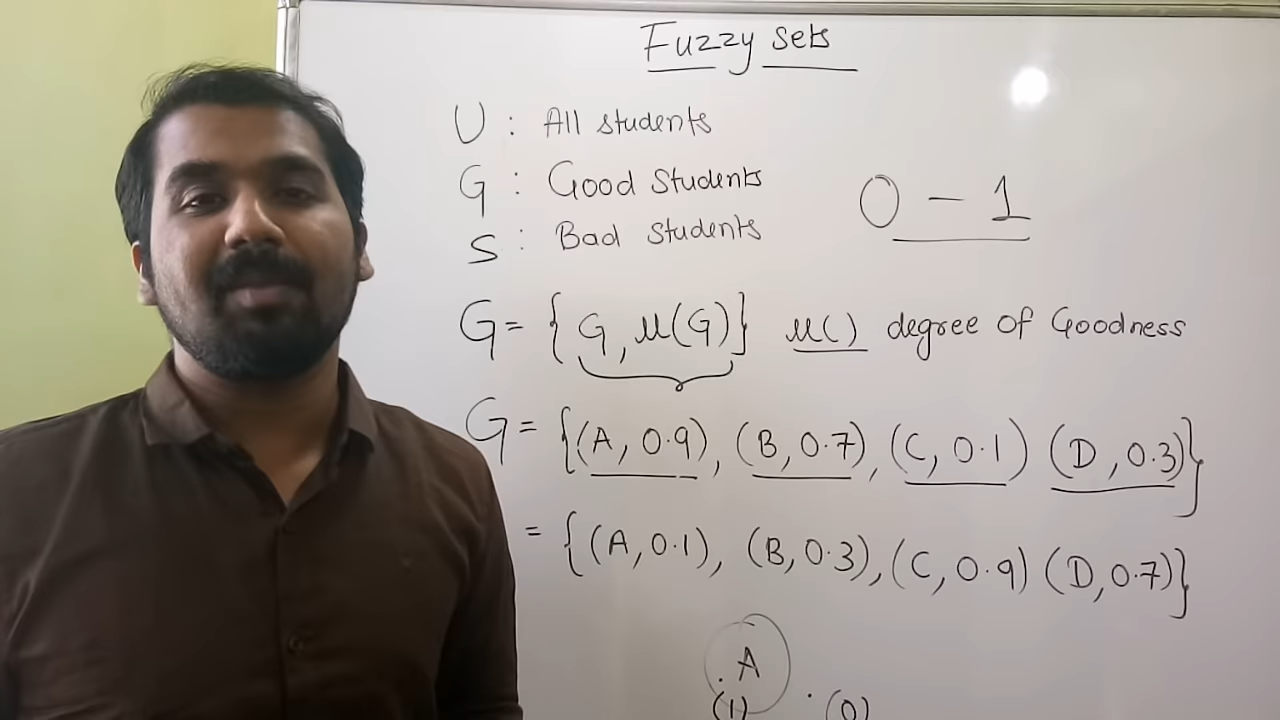 Fuzzy sets
U : All students
G : Good Students
S : Bad students
0 - 1
G = { G, μ(G)} μ() degree of Goodness
G = {(A, 0.9), (B, 0.7), (C, 0.1) (D, 0.3)}
= {(A, 0.1), (B, 0.3), (C, 0.9) (D, 0.7)}
A
(1) (0)